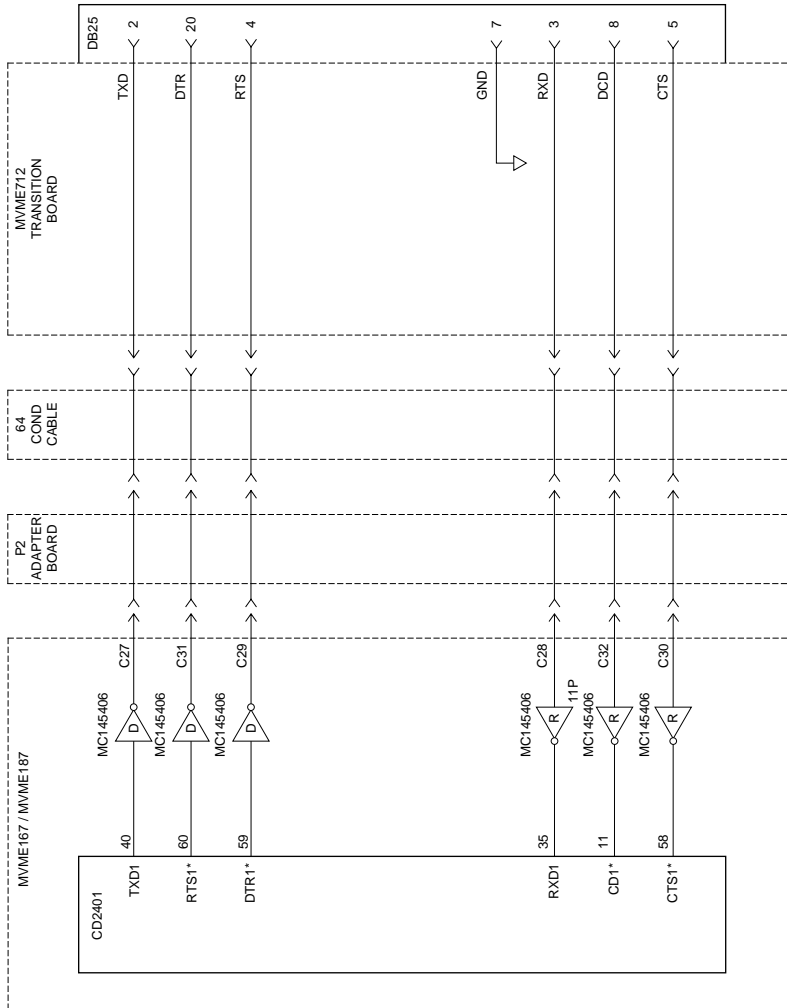 MVME167 / MVME187
P2
ADAPTER
BOARD
64
COND
CABLE
MVME712
TRANSITION
BOARD
CD2401
DB25
TXD1
40
MC145406
D
C27
TXD
2
RTS1*
60
MC145406
D
C31
DTR
20
DTR1*
59
MC145406
D
C29
RTS
4
GND
7
RXD1
35
MC145406
R
11P
C28
RXD
3
CD1*
11
MC145406
R
C32
DCD
8
CTS1*
58
MC145406
R
C30
CTS
5